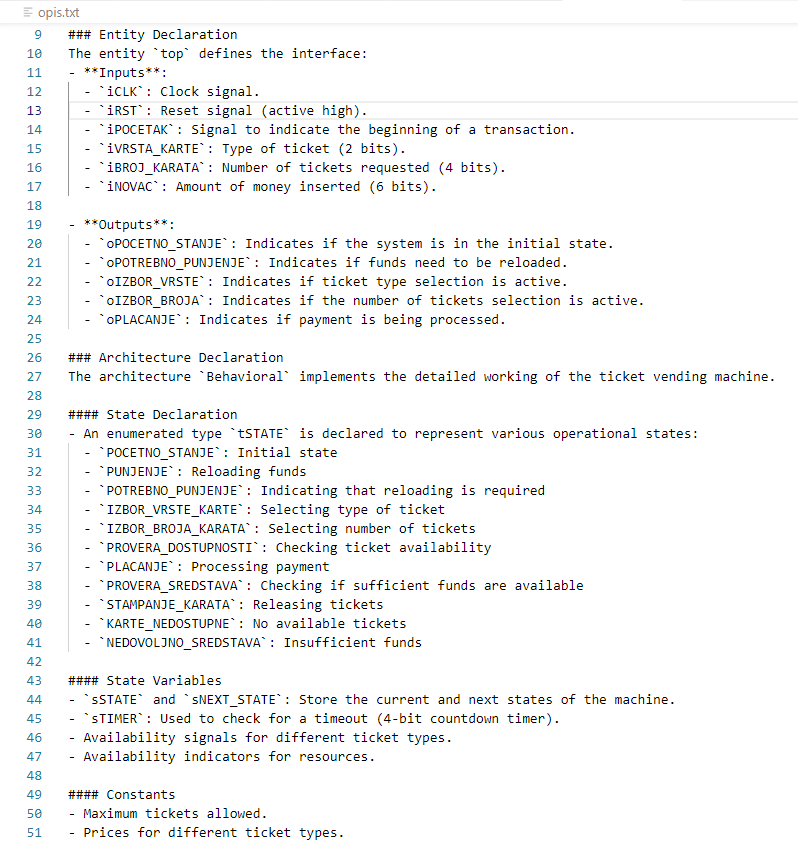 opis.txt
9 ### Entity Declaration
10 The entity `top` defines the interface:
11 - **Inputs**:
12 - `iCLK`: Clock signal.
13 - `iRST`: Reset signal (active high).
14 - `iPOCETAK`: Signal to indicate the beginning of a transaction.
15 - `iVRSTA_KARTE`: Type of ticket (2 bits).
16 - `iBROJ_KARATA`: Number of tickets requested (4 bits).
17 - `iNOVAC`: Amount of money inserted (6 bits).
18
19 - **Outputs**:
20 - `oPOCETNO_STANJE`: Indicates if the system is in the initial state.
21 - `oPOTREBNO_PUNJENJE`: Indicates if funds need to be reloaded.
22 - `oIZBOR_VRSTE`: Indicates if ticket type selection is active.
23 - `oIZBOR_BROJA`: Indicates if the number of tickets selection is active.
24 - `oPLACANJE`: Indicates if payment is being processed.
25
26 ### Architecture Declaration
27 The architecture `Behavioral` implements the detailed working of the ticket vending machine.
28
29 #### State Declaration
30 - An enumerated type `tSTATE` is declared to represent various operational states:
31 - `POCETNO_STANJE`: Initial state
32 - `PUNJENJE`: Reloading funds
33 - `POTREBNO_PUNJENJE`: Indicating that reloading is required
34 - `IZBOR_VRSTE_KARTE`: Selecting type of ticket
35 - `IZBOR_BROJA_KARATA`: Selecting number of tickets
36 - `PROVERA_DOSTUPNOSTI`: Checking ticket availability
37 - `PLACANJE`: Processing payment
38 - `PROVERA_SREDSTAVA`: Checking if sufficient funds are available
39 - `STAMPANJE_KARATA`: Releasing tickets
40 - `KARTE_NEDOSTUPNE`: No available tickets
41 - `NEDOVOLJNO_SREDSTAVA`: Insufficient funds
42
43 #### State Variables
44 - `sSTATE` and `sNEXT_STATE`: Store the current and next states of the machine.
45 - `sTIMER`: Used to check for a timeout (4-bit countdown timer).
46 - Availability signals for different ticket types.
47 - Availability indicators for resources.
48
49 #### Constants
50 - Maximum tickets allowed.
51 - Prices for different ticket types.